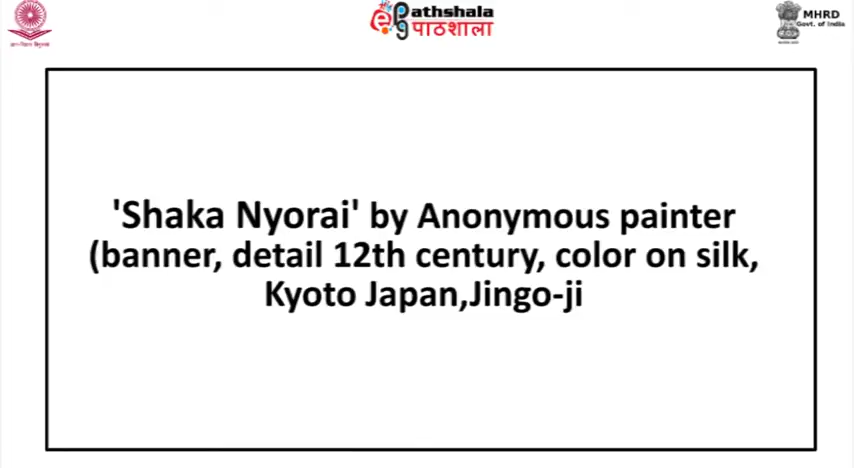 ePathshala
पाठशाला
MHRD
Govt. of India
'Shaka Nyorai' by Anonymous painter
(banner, detail 12th century, color on silk,
Kyoto Japan,Jingo-ji